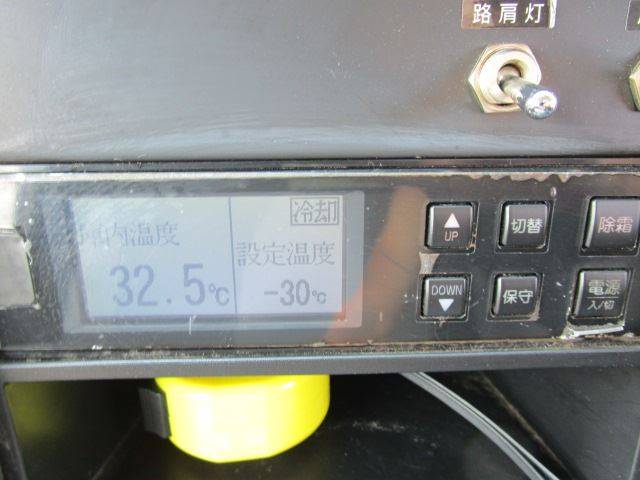 路肩灯
冷却
庫内温度
設定温度
32.5℃
-30℃
▲
UP
切替
除霜
DOWN
▼
保守
電源
入/切